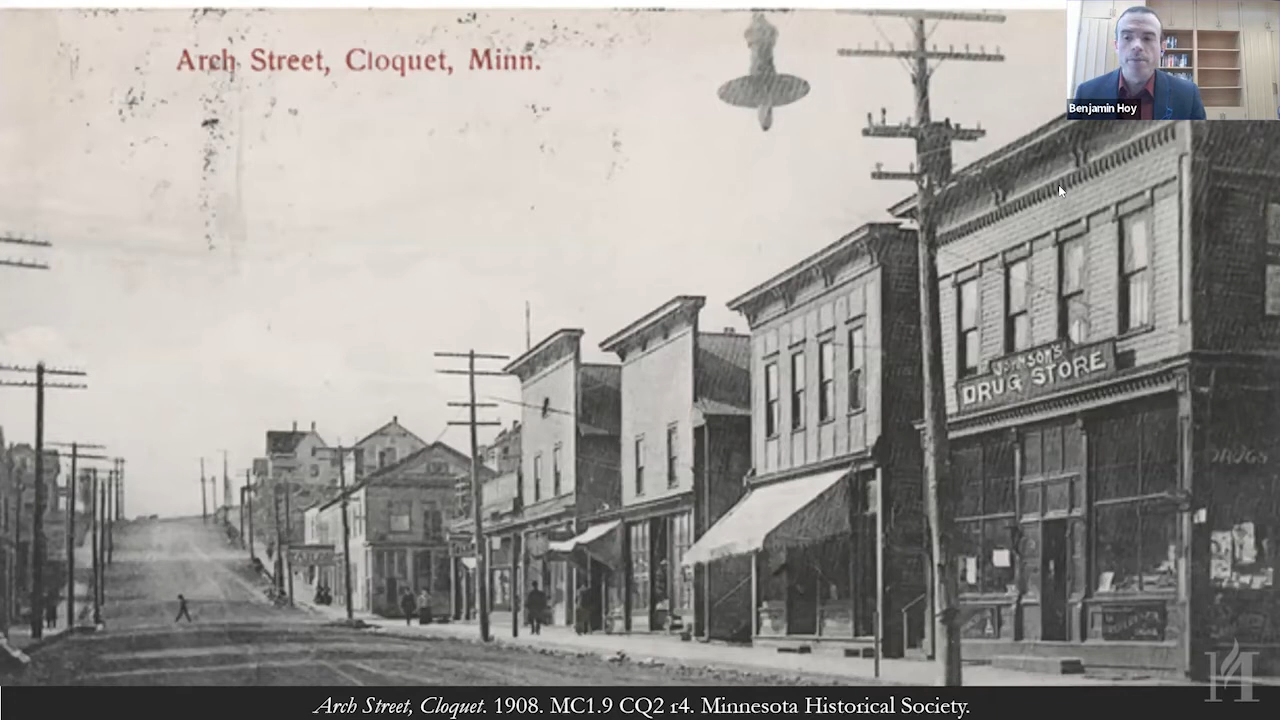 Arch Street, Cloquet, Minn.
Benjamin Hoy
JOHNSON'S
DRUG STORE
DRUGS
TAILOR
Arch Street, Cloquet. 1908. MC1.9 CQ2 r4. Minnesota Historical Society.